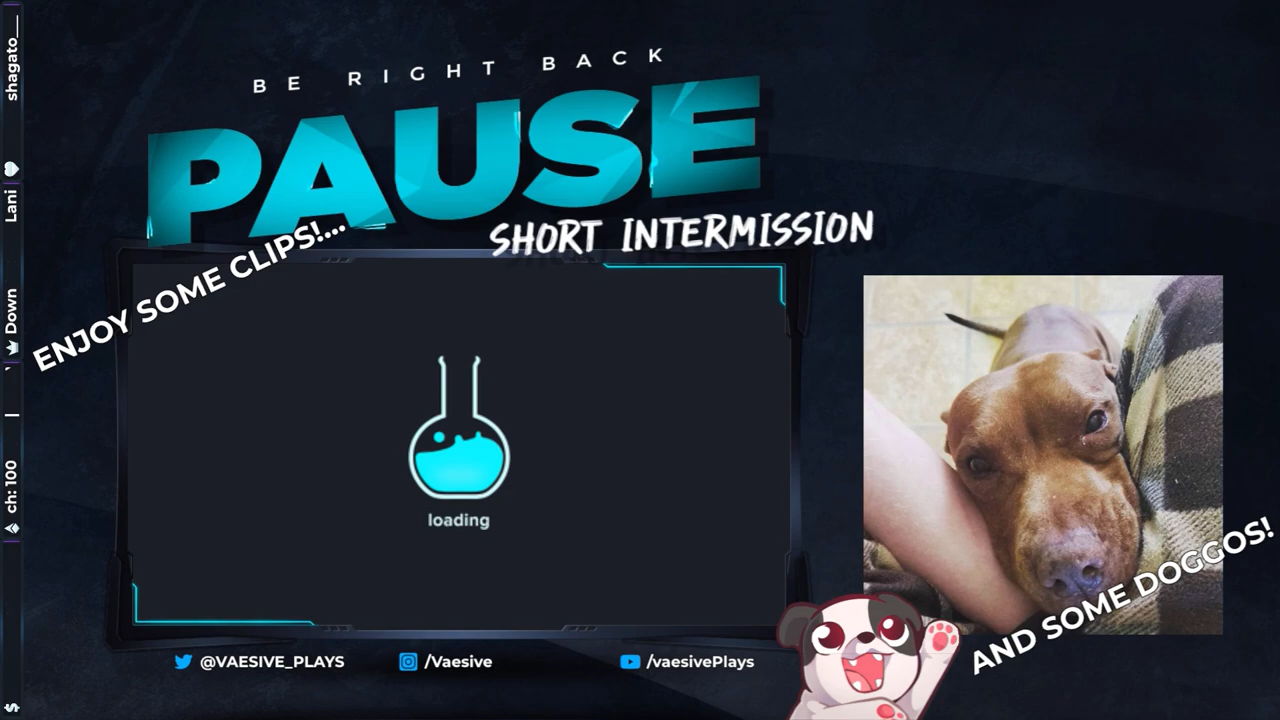 BE RIGHT BACK
PAUSE
SHORT INTERMISSION
ENJOY SOME CLIPS!...
loading
AND SOME DOGGOS!
@VAESIVE_PLAYS
/Vaesive
/vaesivePlays
shagato__
Lani
Down
ch: 100
$